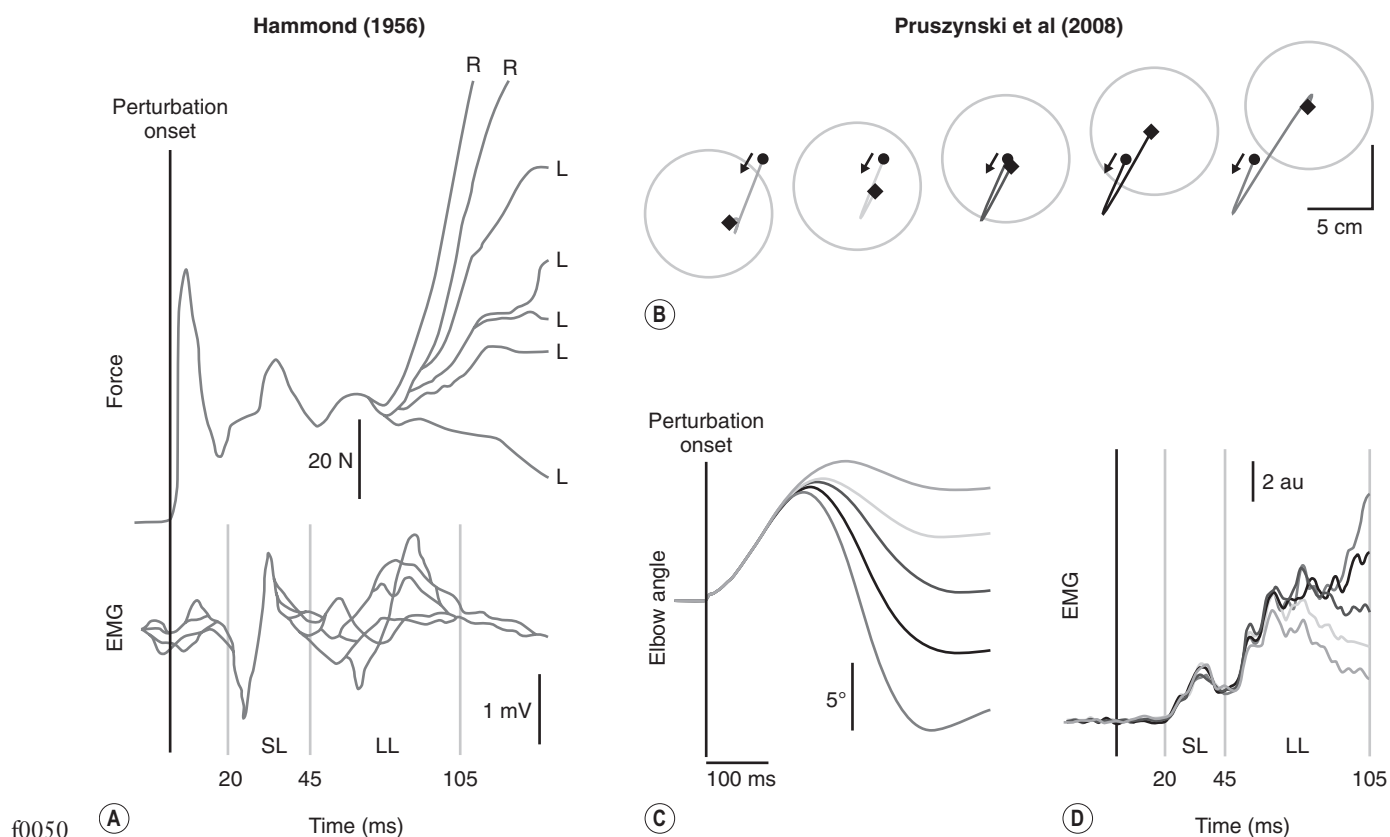 Hammond (1956)
Perturbation
onset
R
R
L
L
L
L
L
Force
20 N
EMG
1 mV
SL
LL
20
45
105
Time (ms)
A
Pruszynski et al (2008)
5 cm
B
Perturbation
onset
Elbow angle
5°
100 ms
Time (ms)
C
EMG
2 au
SL
LL
20
45
105
Time (ms)
D
f0050